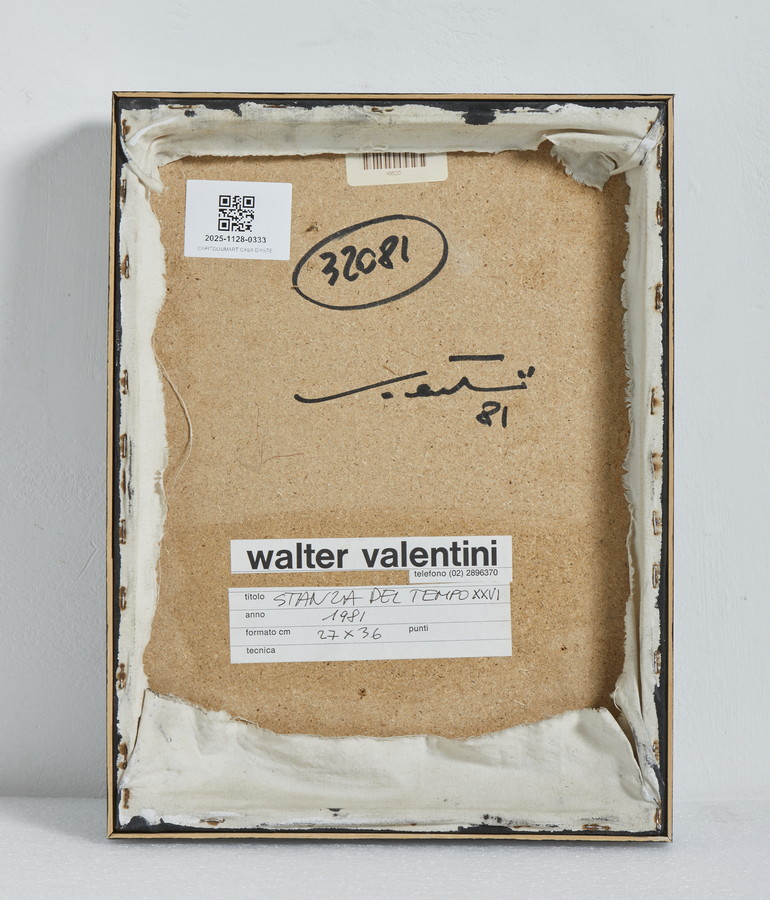 2025-1128-0333
32081
Valentini
81
walter valentini
telefono (02) 2896370
titolo STANZA DEL TEMPO XXVI
anno 1981
formato cm 27 x 36 punti
tecnica